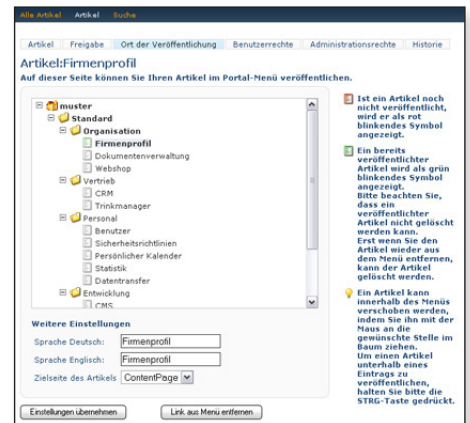 Alle Artikel Artikel Suche
Artikel Freigabe Ort der Veröffentlichung Benutzerrechte Administrationsrechte Historie
Artikel:Firmenprofil
Auf dieser Seite können Sie Ihren Artikel im Portal-Menü veröffentlichen.
muster
Standard
Organisation
Firmenprofil
Dokumentenverwaltung
Webshop
Vertrieb
CRM
Trinkmanager
Personal
Benutzer
Sicherheitsrichtlinien
Persönlicher Kalender
Statistik
Datentransfer
Entwicklung
CMS
Weitere Einstellungen
Sprache Deutsch: Firmenprofil
Sprache Englisch: Firmenprofil
Zielseite des Artikels ContentPage
Einstellungen übernehmen Link aus Menü entfernen
Ist ein Artikel noch
nicht veröffentlicht,
wird er als rot
blinkendes Symbol
angezeigt.
Ein bereits
veröffentlichter
Artikel wird als grün
blinkendes Symbol
angezeigt.
Bitte beachten Sie,
dass ein
veröffentlichter
Artikel nicht gelöscht
werden kann.
Erst wenn Sie den
Artikel wieder aus
dem Menü entfernen,
kann der Artikel
gelöscht werden.
Ein Artikel kann
innerhalb des Menüs
verschoben werden,
indem Sie ihn mit der
Maus an die
gewünschte Stelle im
Baum ziehen.
Um einen Artikel
unterhalb eines
Eintrags zu
veröffentlichen,
halten Sie bitte die
STRG-Taste gedrückt.